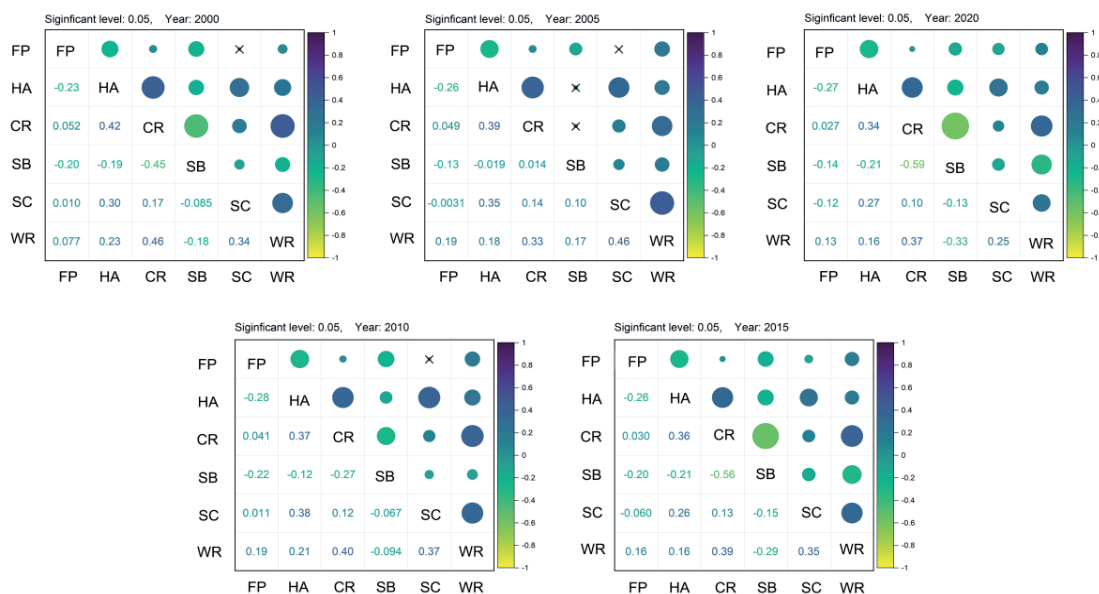 Siginficant level: 0.05, Year: 2000
FP FP 1
HA -0.23 HA 0.8
CR 0.052 0.42 CR 0.6
SB -0.20 -0.19 -0.45 SB 0.4
SC 0.010 0.30 0.17 -0.085 SC 0.2
WR 0.077 0.23 0.46 -0.18 0.34 WR 0
-0.2
-0.4
-0.6
-0.8
-1
FP HA CR SB SC WR
Siginficant level: 0.05, Year: 2005
FP FP 1
HA -0.26 HA 0.8
CR 0.049 0.39 CR 0.6
SB -0.13 -0.019 0.014 SB 0.4
SC -0.0031 0.35 0.14 0.10 SC 0.2
WR 0.19 0.18 0.33 0.17 0.46 WR 0
-0.2
-0.4
-0.6
-0.8
-1
FP HA CR SB SC WR
Siginficant level: 0.05, Year: 2020
FP FP 1
HA -0.27 HA 0.8
CR 0.027 0.34 CR 0.6
SB -0.14 -0.21 -0.59 SB 0.4
SC -0.12 0.27 0.10 -0.13 SC 0.2
WR 0.13 0.16 0.37 -0.33 0.25 WR 0
-0.2
-0.4
-0.6
-0.8
-1
FP HA CR SB SC WR
Siginficant level: 0.05, Year: 2010
FP FP 1
HA -0.28 HA 0.8
CR 0.041 0.37 CR 0.6
SB -0.22 -0.12 -0.27 SB 0.4
SC 0.011 0.38 0.12 -0.067 SC 0.2
WR 0.19 0.21 0.40 -0.094 0.37 WR 0
-0.2
-0.4
-0.6
-0.8
-1
FP HA CR SB SC WR
Siginficant level: 0.05, Year: 2015
FP FP 1
HA -0.26 HA 0.8
CR 0.030 0.36 CR 0.6
SB -0.20 -0.21 -0.56 SB 0.4
SC -0.060 0.26 0.13 -0.15 SC 0.2
WR 0.16 0.16 0.39 -0.29 0.35 WR 0
-0.2
-0.4
-0.6
-0.8
-1
FP HA CR SB SC WR